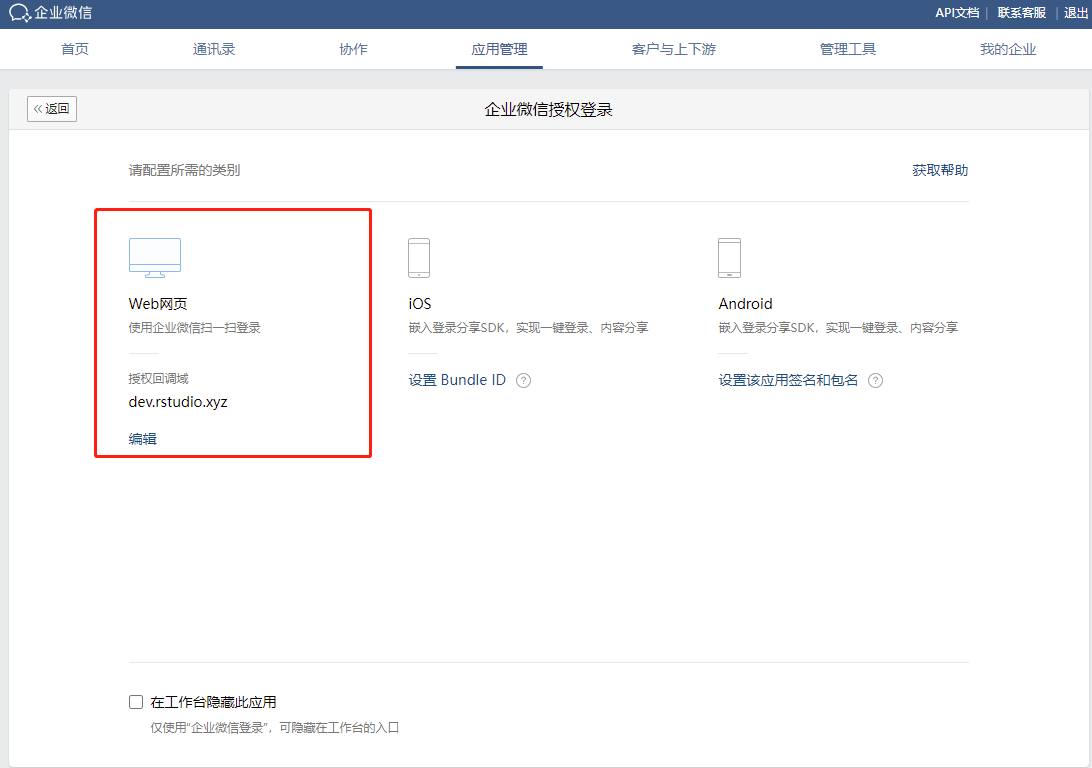 企业微信
API文档 | 联系客服 | 退出
首页 通讯录 协作 应用管理 客户与上下游 管理工具 我的企业
«返回
企业微信授权登录
请配置所需的类别
获取帮助
Web网页
使用企业微信扫一扫登录
授权回调域
dev.rstudio.xyz
编辑
iOS
嵌入登录分享SDK，实现一键登录、内容分享
设置 Bundle ID ?
Android
嵌入登录分享SDK，实现一键登录、内容分享
设置该应用签名和包名 ?
在工作台隐藏此应用
仅使用“企业微信登录”，可隐藏在工作台的入口